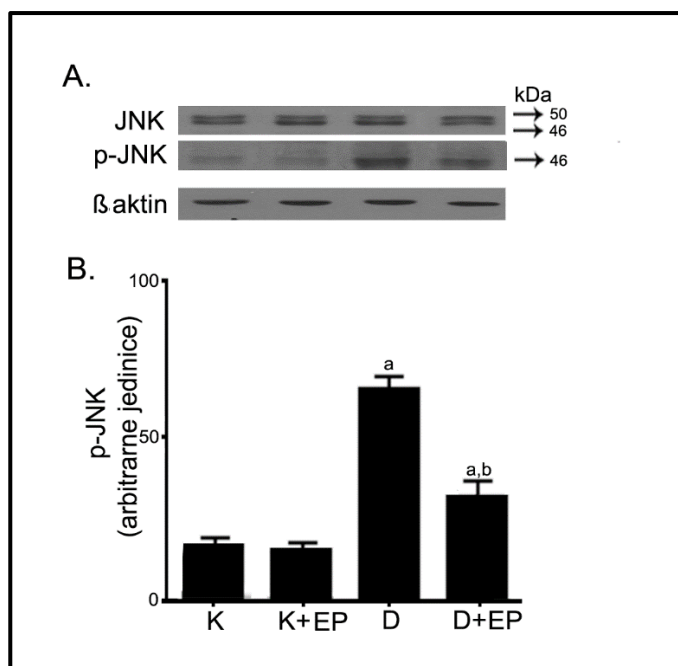 A.
kDa
JNK
50
46
p-JNK
46
ß aktin
B.
100
50
0
p-JNK
(arbitrarne jedinice)
a
a,b
K K+EP D D+EP